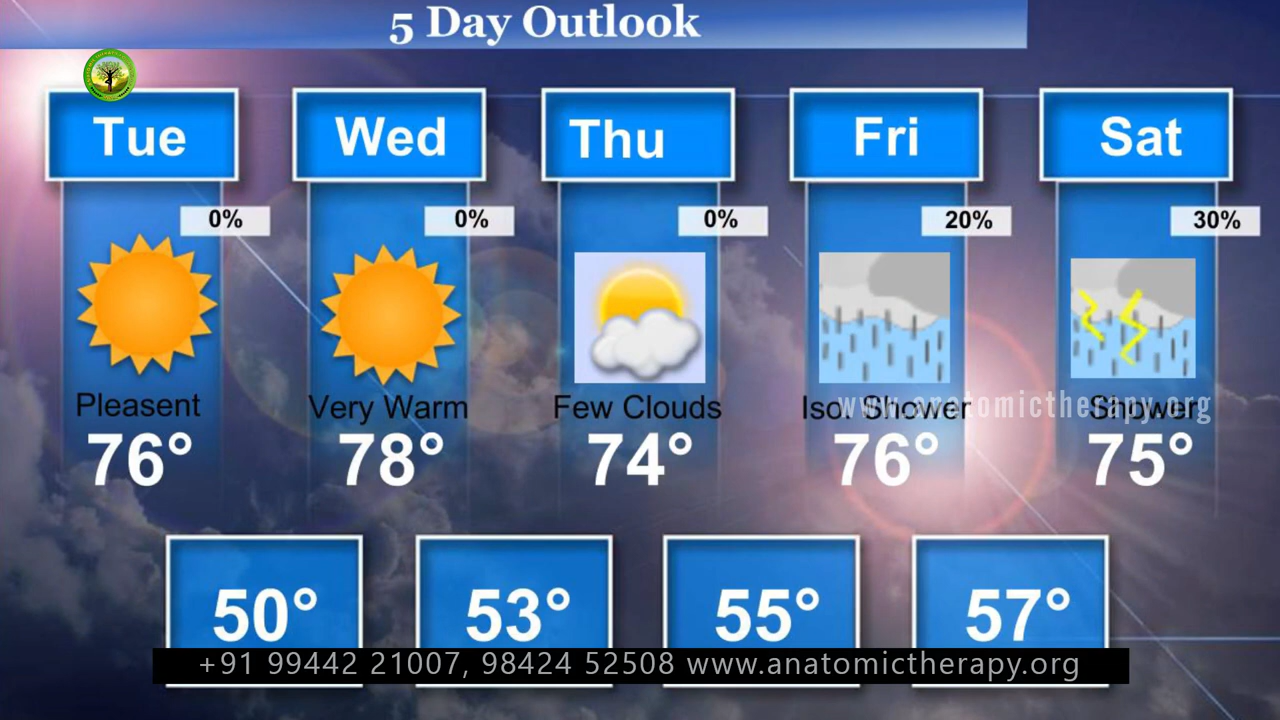 5 Day Outlook
Tue Wed Thu Fri Sat
0% 0% 0% 20% 30%
Pleasent Very Warm Few Clouds Iso. Shower Shower
www.anatomictherapy.org
76° 78° 74° 76° 75°
50° 53° 55° 57°
+91 99442 21007, 98424 52508 www.anatomictherapy.org